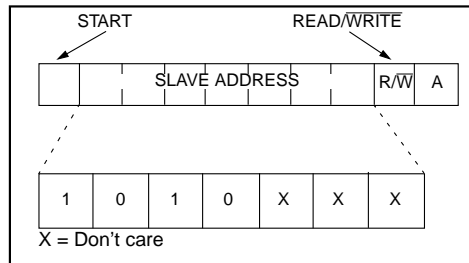 START READ/WRITE
SLAVE ADDRESS R/W A
1 0 1 0 X X X
X = Don't care